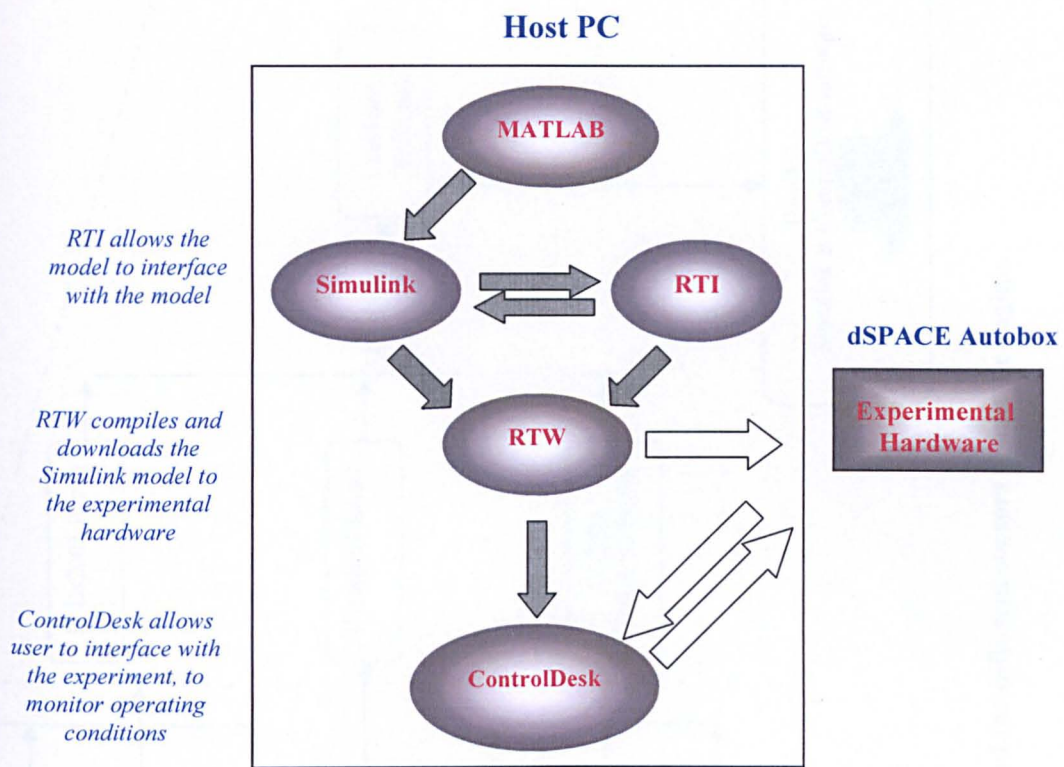 Host PC
MATLAB
RTI allows the
model to interface
with the model
Simulink
RTI
dSPACE Autobox
Experimental
Hardware
RTW compiles and
downloads the
Simulink model to
the experimental
hardware
RTW
ControlDesk allows
user to interface with
the experiment, to
monitor operating
conditions
ControlDesk